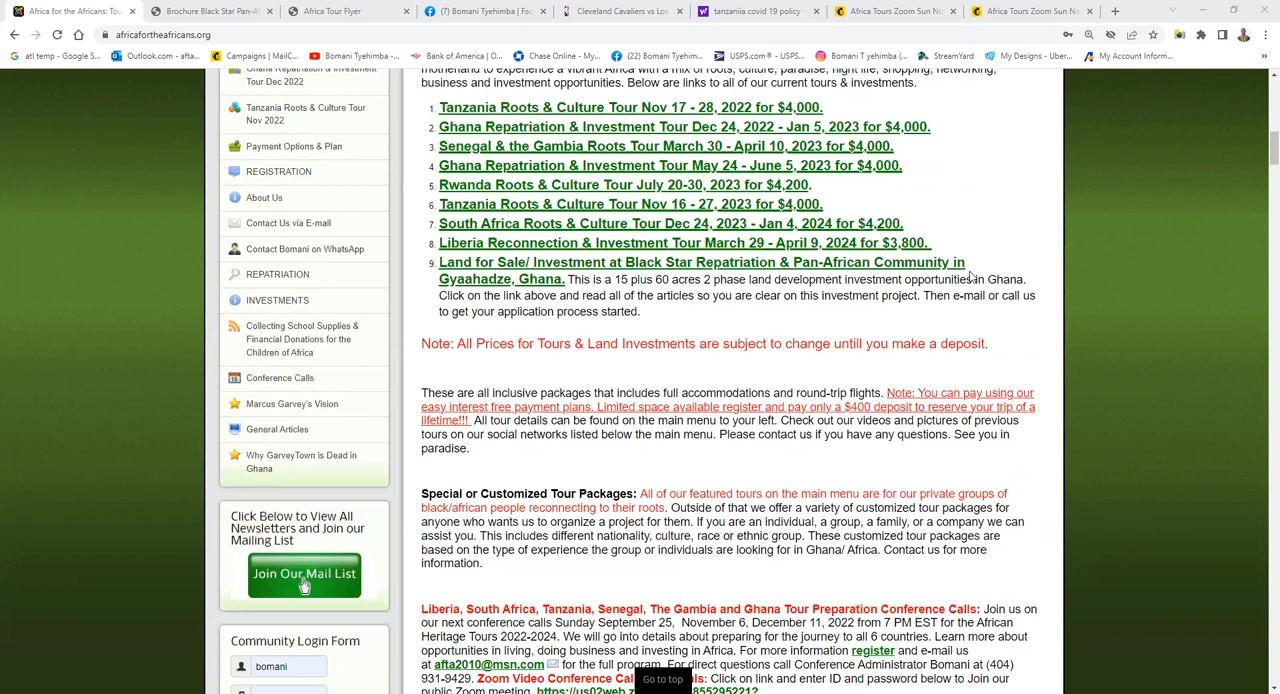 Africa for the Africans: Tours
Brochure Black Star Pan-Af
Africa Tour Flyer
(7) Bomani Tyehimba | Fac
Cleveland Cavaliers vs Los
tanzaniia covid 19 policy -
Africa Tours Zoom Sun No
Africa Tours Zoom Sun No
africafortheafricans.org
atl temp - Google S...
Outlook.com - afta...
Campaigns | MailC...
Bomani Tyehimba -...
Bank of America | O...
Chase Online - My...
(22) Bomani Tyehim...
USPS.com® - USPS...
Bomani T yehimba (...
StreamYard
My Designs - Uber...
My Account Inform...
Ghana Repatriation & Investment
Tour Dec 2022
Tanzania Roots & Culture Tour
Nov 2022
Payment Options & Plan
REGISTRATION
About Us
Contact Us via E-mail
Contact Bomani on WhatsApp
REPATRIATION
INVESTMENTS
Collecting School Supplies &
Financial Donations for the
Children of Africa
Conference Calls
Marcus Garvey's Vision
General Articles
Why GarveyTown is Dead in
Ghana
Click Below to View All
Newsletters and Join our
Mailing List
Join Our Mail List
Community Login Form
bomani
motherland to experience a vibrant Africa with a mix of roots, culture, paradise, night life, shopping, networking,
business and investment opportunities. Below are links to all of our current tours & investments.
1. Tanzania Roots & Culture Tour Nov 17 - 28, 2022 for $4,000.
2. Ghana Repatriation & Investment Tour Dec 24, 2022 - Jan 5, 2023 for $4,000.
3. Senegal & the Gambia Roots Tour March 30 - April 10, 2023 for $4,000.
4. Ghana Repatriation & Investment Tour May 24 - June 5, 2023 for $4,000.
5. Rwanda Roots & Culture Tour July 20-30, 2023 for $4,200.
6. Tanzania Roots & Culture Tour Nov 16 - 27, 2023 for $4,000.
7. South Africa Roots & Culture Tour Dec 24, 2023 - Jan 4, 2024 for $4,200.
8. Liberia Reconnection & Investment Tour March 29 - April 9, 2024 for $3,800.
9. Land for Sale/ Investment at Black Star Repatriation & Pan-African Community in
Gyaahadze, Ghana. This is a 15 plus 60 acres 2 phase land development investment opportunities in Ghana.
Click on the link above and read all of the articles so you are clear on this investment project. Then e-mail or call us
to get your application process started.
Note: All Prices for Tours & Land Investments are subject to change untill you make a deposit.
These are all inclusive packages that includes full accommodations and round-trip flights. Note: You can pay using our
easy interest free payment plans. Limited space available register and pay only a $400 deposit to reserve your trip of a
lifetime!!! All tour details can be found on the main menu to your left. Check out our videos and pictures of previous
tours on our social networks listed below the main menu. Please contact us if you have any questions. See you in
paradise.
Special or Customized Tour Packages: All of our featured tours on the main menu are for our private groups of
black/african people reconnecting to their roots. Outside of that we offer a variety of customized tour packages for
anyone who wants us to organize a project for them. If you are an individual, a group, a family, or a company we can
assist you. This includes different nationality, culture, race or ethnic group. These customized tour packages are
based on the type of experience the group or individuals are looking for in Ghana/ Africa. Contact us for more
information.
Liberia, South Africa, Tanzania, Senegal, The Gambia and Ghana Tour Preparation Conference Calls: Join us on
our next conference calls Sunday September 25, November 6, December 11, 2022 from 7 PM EST for the African
Heritage Tours 2022-2024. We will go into details about preparing for the journey to all 6 countries. Learn more about
opportunities in living, doing business and investing in Africa. For more information register and e-mail us
at afta2010@msn.com for the full program. For direct questions call Conference Administrator Bomani at (404)
931-9429. Zoom Video Conference Calls: Click on link and enter ID and password below to Join our
public Zoom meeting. https://us02web.z 8552952212
Go to top